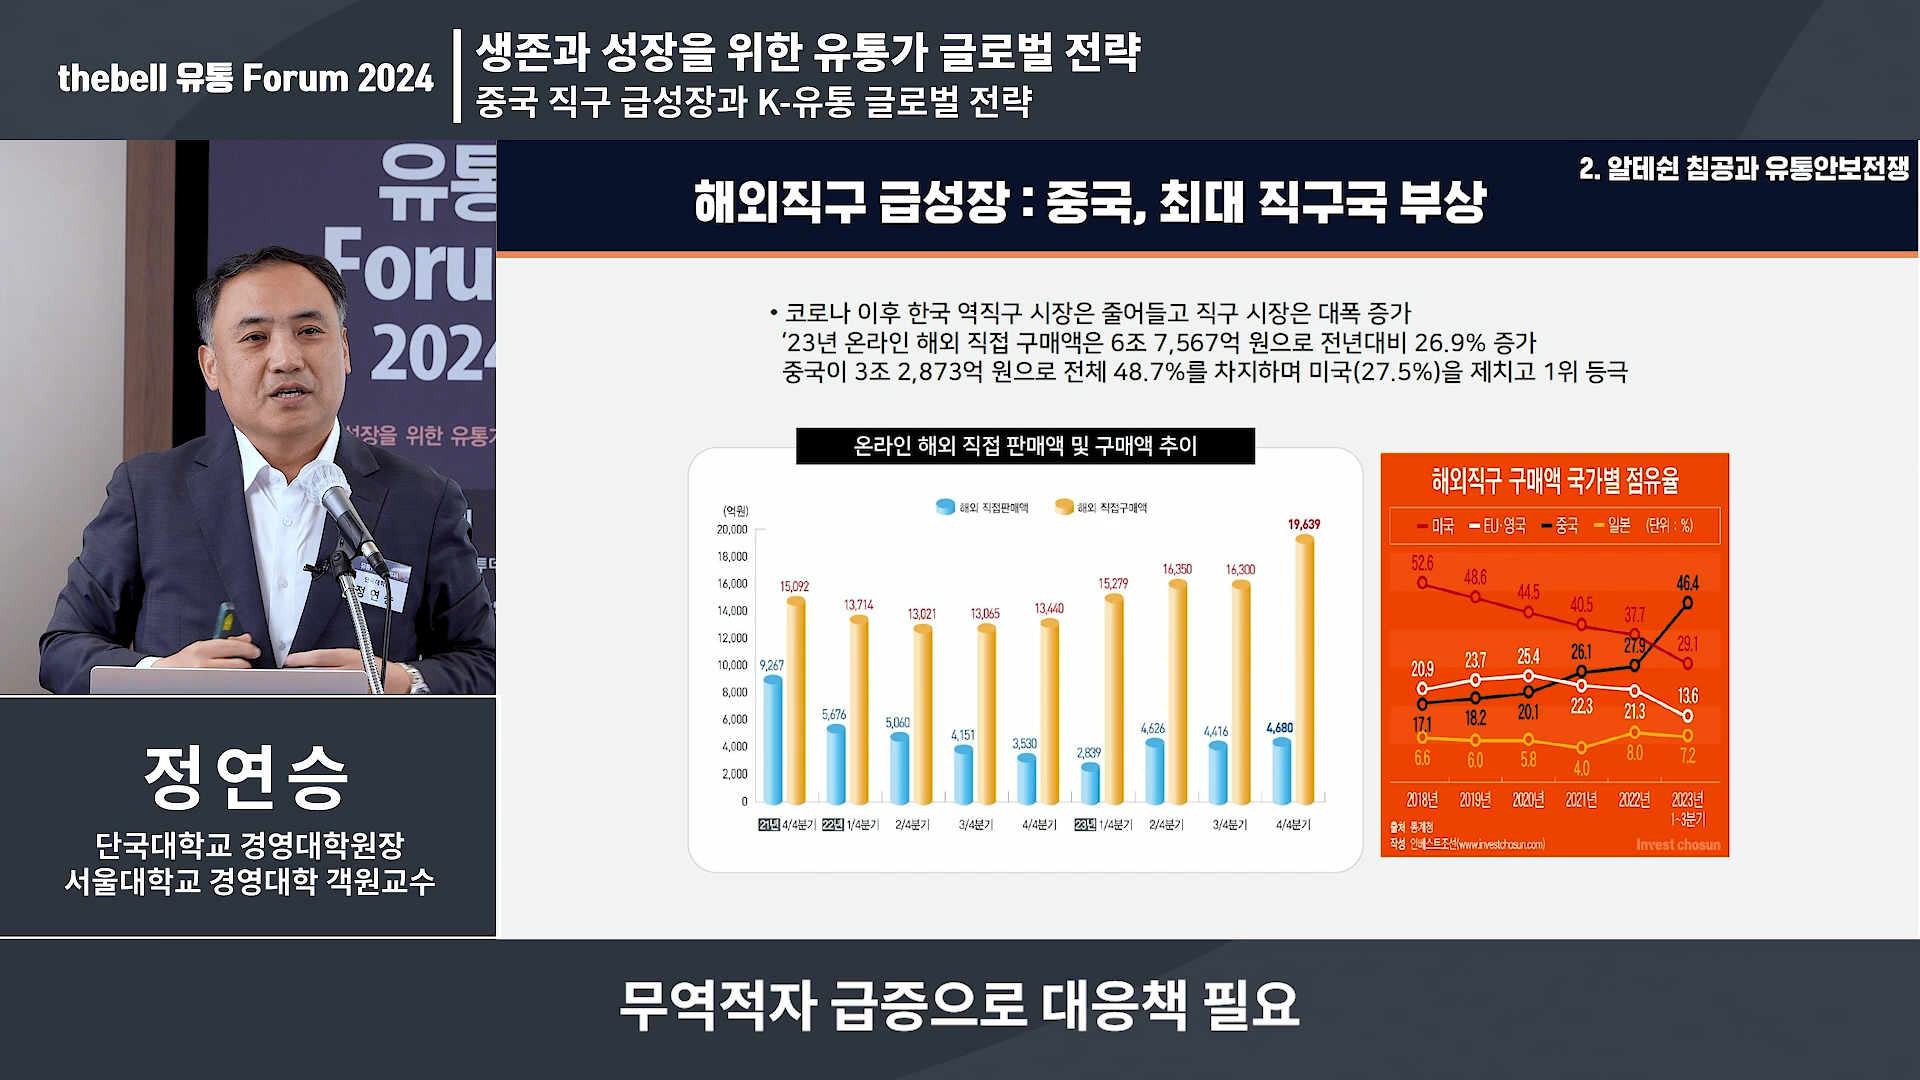 thebell 유통 Forum 2024
생존과 성장을 위한 유통가 글로벌 전략
중국 직구 급성장과 K-유통 글로벌 전략
유통
Foru
2024
성장을 위한 유통가
단국대학
정 연 승
정연승
단국대학교 경영대학원장
서울대학교 경영대학 객원교수
2. 알테쉰 침공과 유통안보전쟁
해외직구 급성장 : 중국, 최대 직구국 부상
• 코로나 이후 한국 역직구 시장은 줄어들고 직구 시장은 대폭 증가
'23년 온라인 해외 직접 구매액은 6조 7,567억 원으로 전년대비 26.9% 증가
중국이 3조 2,873억 원으로 전체 48.7%를 차지하며 미국(27.5%)을 제치고 1위 등극
온라인 해외 직접 판매액 및 구매액 추이
해외 직접판매액 해외 직접구매액
(억원)
20,000
18,000
16,000
14,000
12,000
10,000
8,000
6,000
4,000
2,000
0
9,267 15,092
5,676 13,714
5,060 13,021
4,151 13,065
3,530 13,440
2,839 15,279
4,626 16,350
4,416 16,300
4,680 19,639
21년 4/4분기 22년 1/4분기 2/4분기 3/4분기 4/4분기 23년 1/4분기 2/4분기 3/4분기 4/4분기
해외직구 구매액 국가별 점유율
미국 EU·영국 중국 일본 (단위 : %)
52.6 48.6 44.5 40.5 37.7 29.1
20.9 23.7 25.4 22.3 21.3 13.6
17.1 18.2 20.1 26.1 27.9 46.4
6.6 6.0 5.8 4.0 8.0 7.2
2018년 2019년 2020년 2021년 2022년 2023년
1~3분기
출처 통계청
작성 인베스트조선(www.investchosun.com)
Invest chosun
무역적자 급증으로 대응책 필요